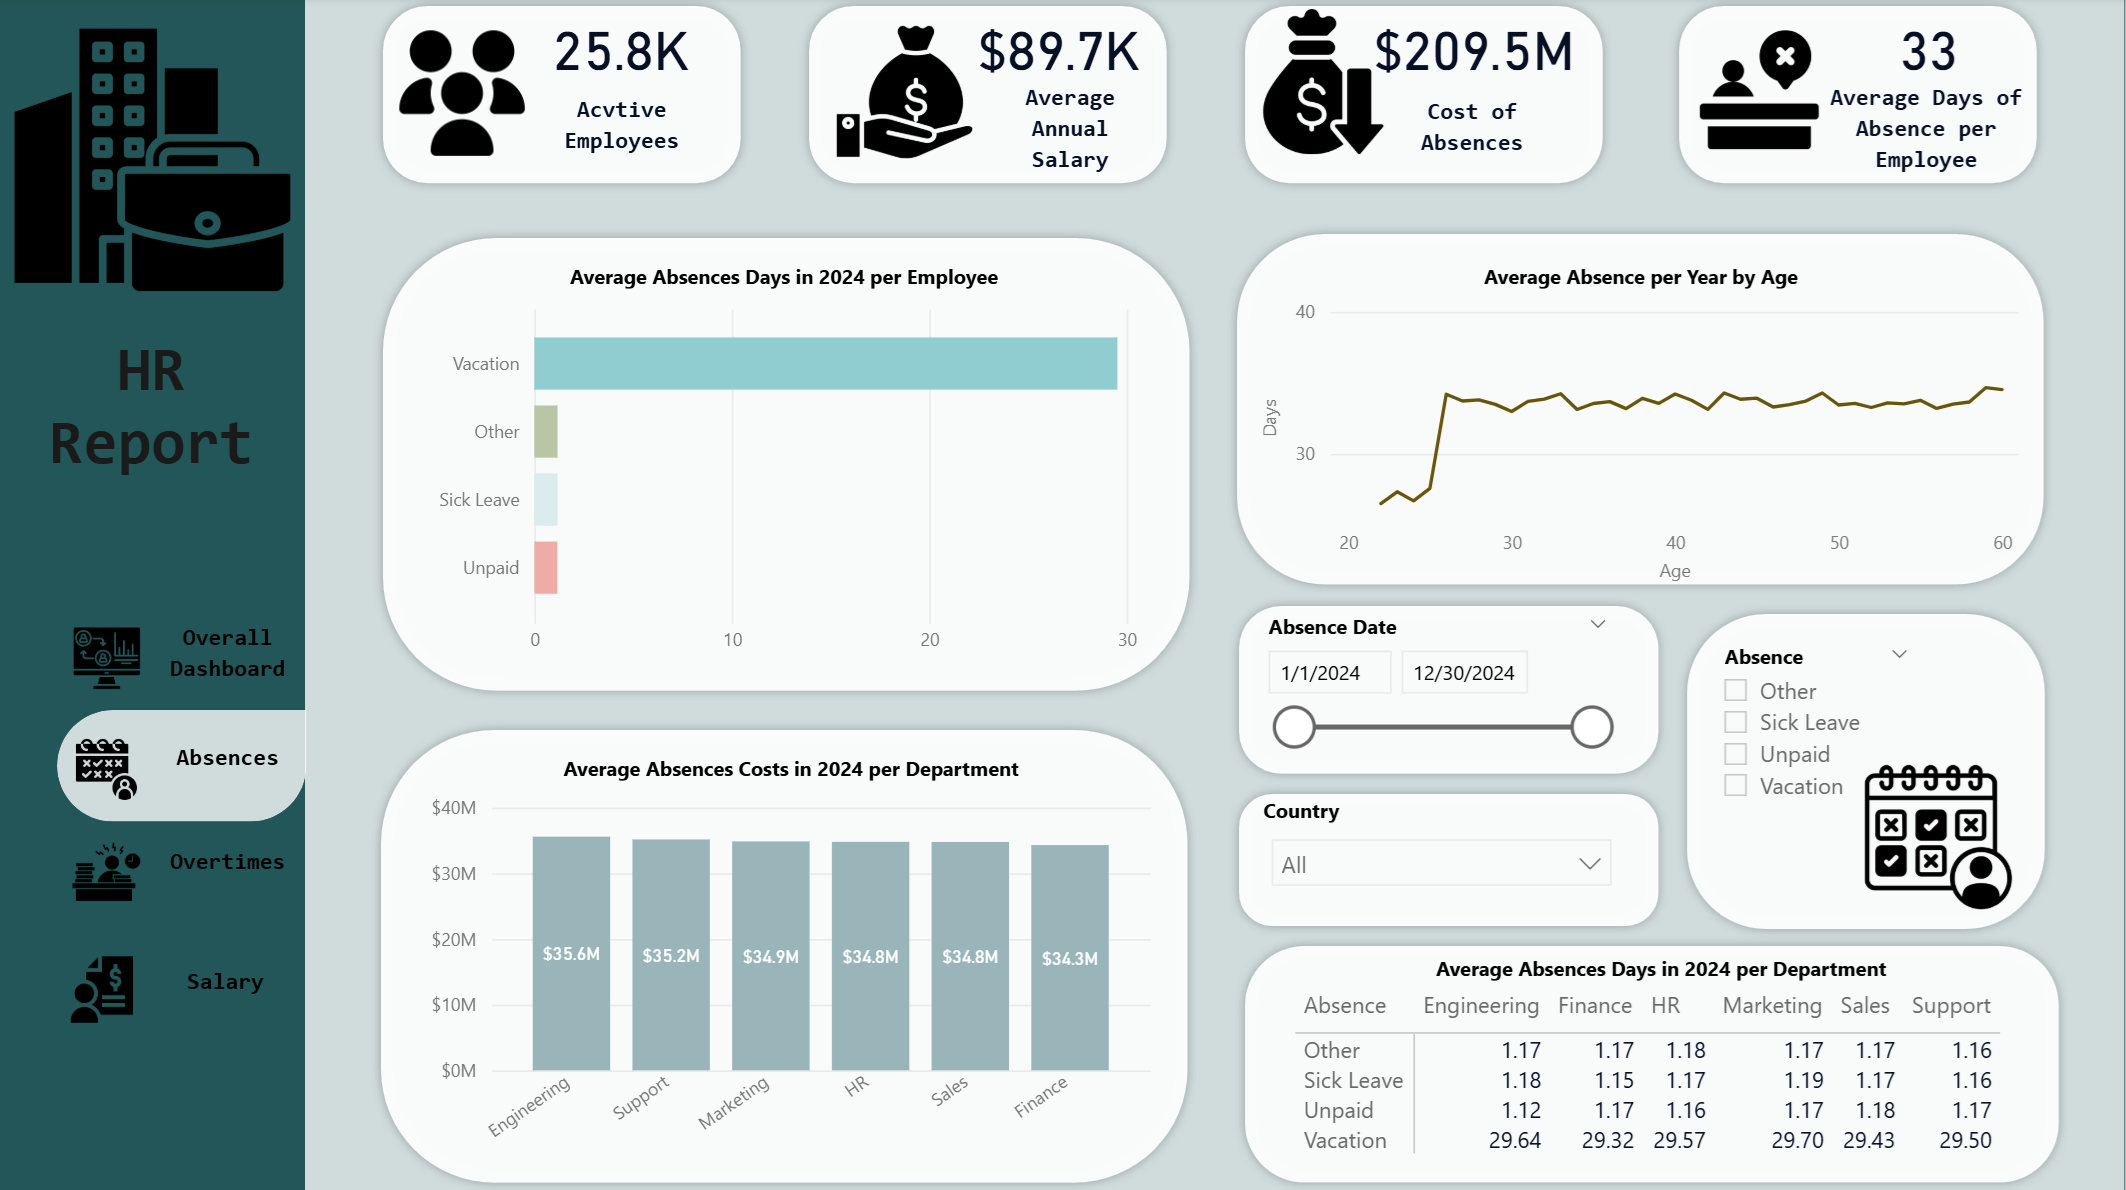 HR
Report
Overall
Dashboard
Absences
Overtimes
Salary
25.8K
Acvtive
Employees
$89.7K
Average
Annual
Salary
$209.5M
Cost of
Absences
33
Average Days of
Absence per
Employee
Average Absences Days in 2024 per Employee
Vacation
Other
Sick Leave
Unpaid
0 10 20 30
Average Absence per Year by Age
40
30
Days
20 30 40 50 60
Age
Absence Date
1/1/2024 12/30/2024
Country
All
Absence
Other
Sick Leave
Unpaid
Vacation
Average Absences Costs in 2024 per Department
$40M
$30M
$20M
$10M
$0M
$35.6M $35.2M $34.9M $34.8M $34.8M $34.3M
Engineering Support Marketing HR Sales Finance
Average Absences Days in 2024 per Department
Absence Engineering Finance HR Marketing Sales Support
Other 1.17 1.17 1.18 1.17 1.17 1.16
Sick Leave 1.18 1.15 1.17 1.19 1.17 1.16
Unpaid 1.12 1.17 1.16 1.17 1.18 1.17
Vacation 29.64 29.32 29.57 29.70 29.43 29.50